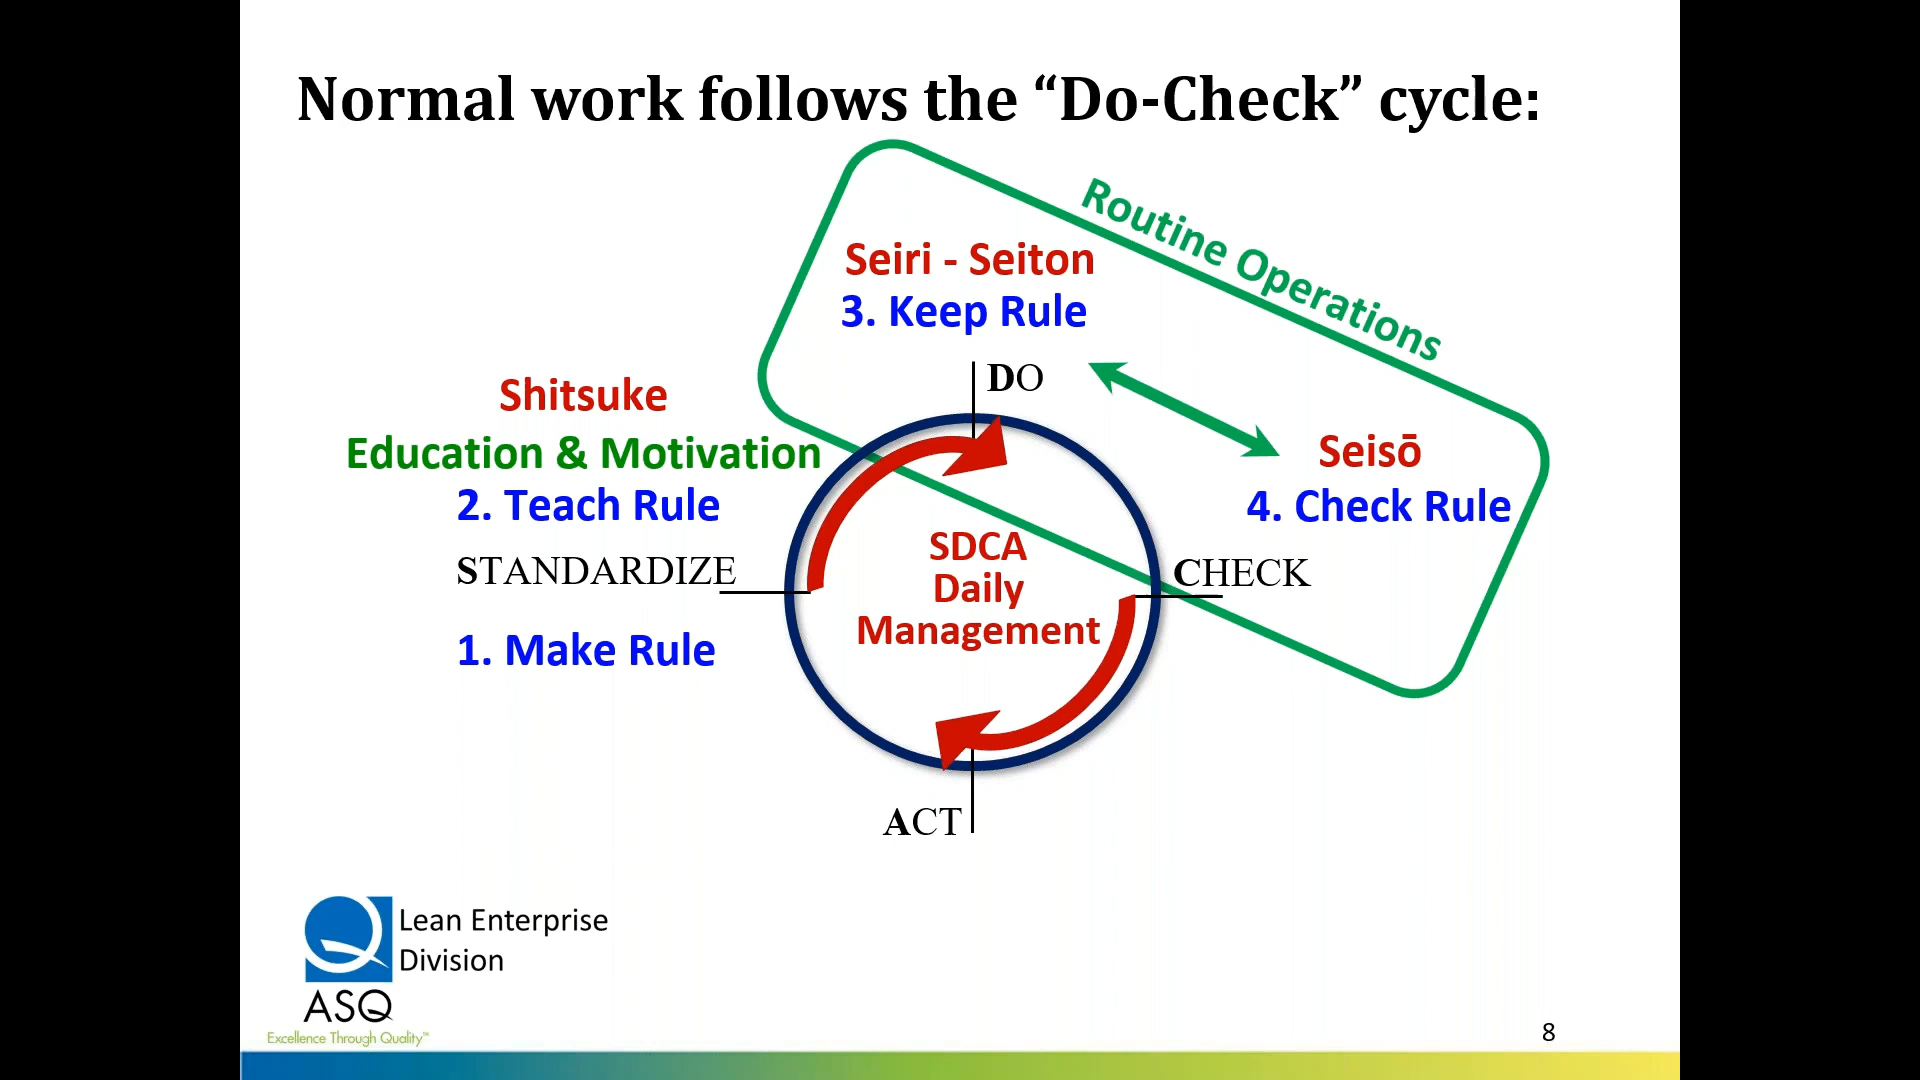 Normal work follows the “Do-Check” cycle:
Routine Operations
Seiri - Seiton
3. Keep Rule
DO
Shitsuke
Education & Motivation
2. Teach Rule
STANDARDIZE
1. Make Rule
Seisō
4. Check Rule
CHECK
SDCA
Daily
Management
ACT
Lean Enterprise
Division
ASQ
Excellence Through Quality™
8